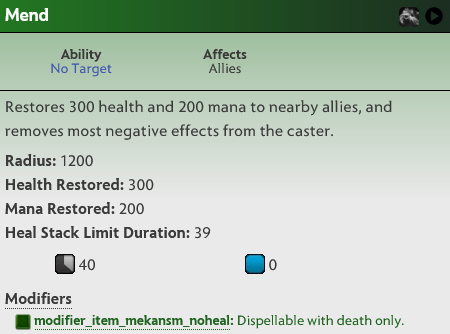 Mend
Ability Affects
No Target Allies
Restores 300 health and 200 mana to nearby allies, and
removes most negative effects from the caster.
Radius: 1200
Health Restored: 300
Mana Restored: 200
Heal Stack Limit Duration: 39
40 0
Modifiers
modifier_item_mekansm_noheal: Dispellable with death only.